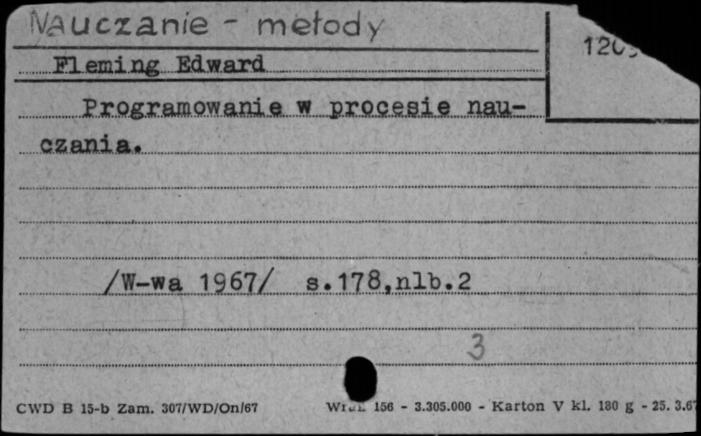 Nauczanie - metody
Fleming Edward
Programowanie w procesie nau-
czania.
/W-wa 1967/ s.178,nlb.2
3
CWD B 15-b Zam. 307/WD/On/67
156 - 3.305.000 - Karton V kl. 180 g - 25. 3.67